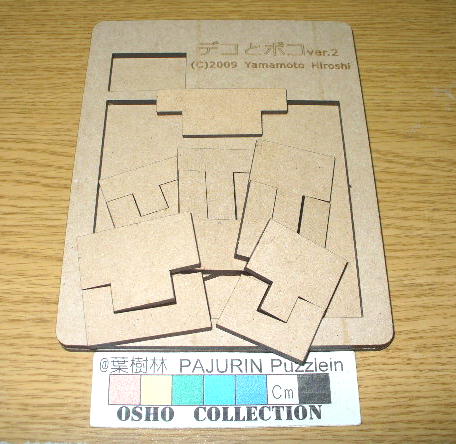 デコとボコver.2
(C)2009 Yamamoto Hiroshi
@葉樹林 PAJURIN Puzzlein
Cm
OSHO COLLECTION